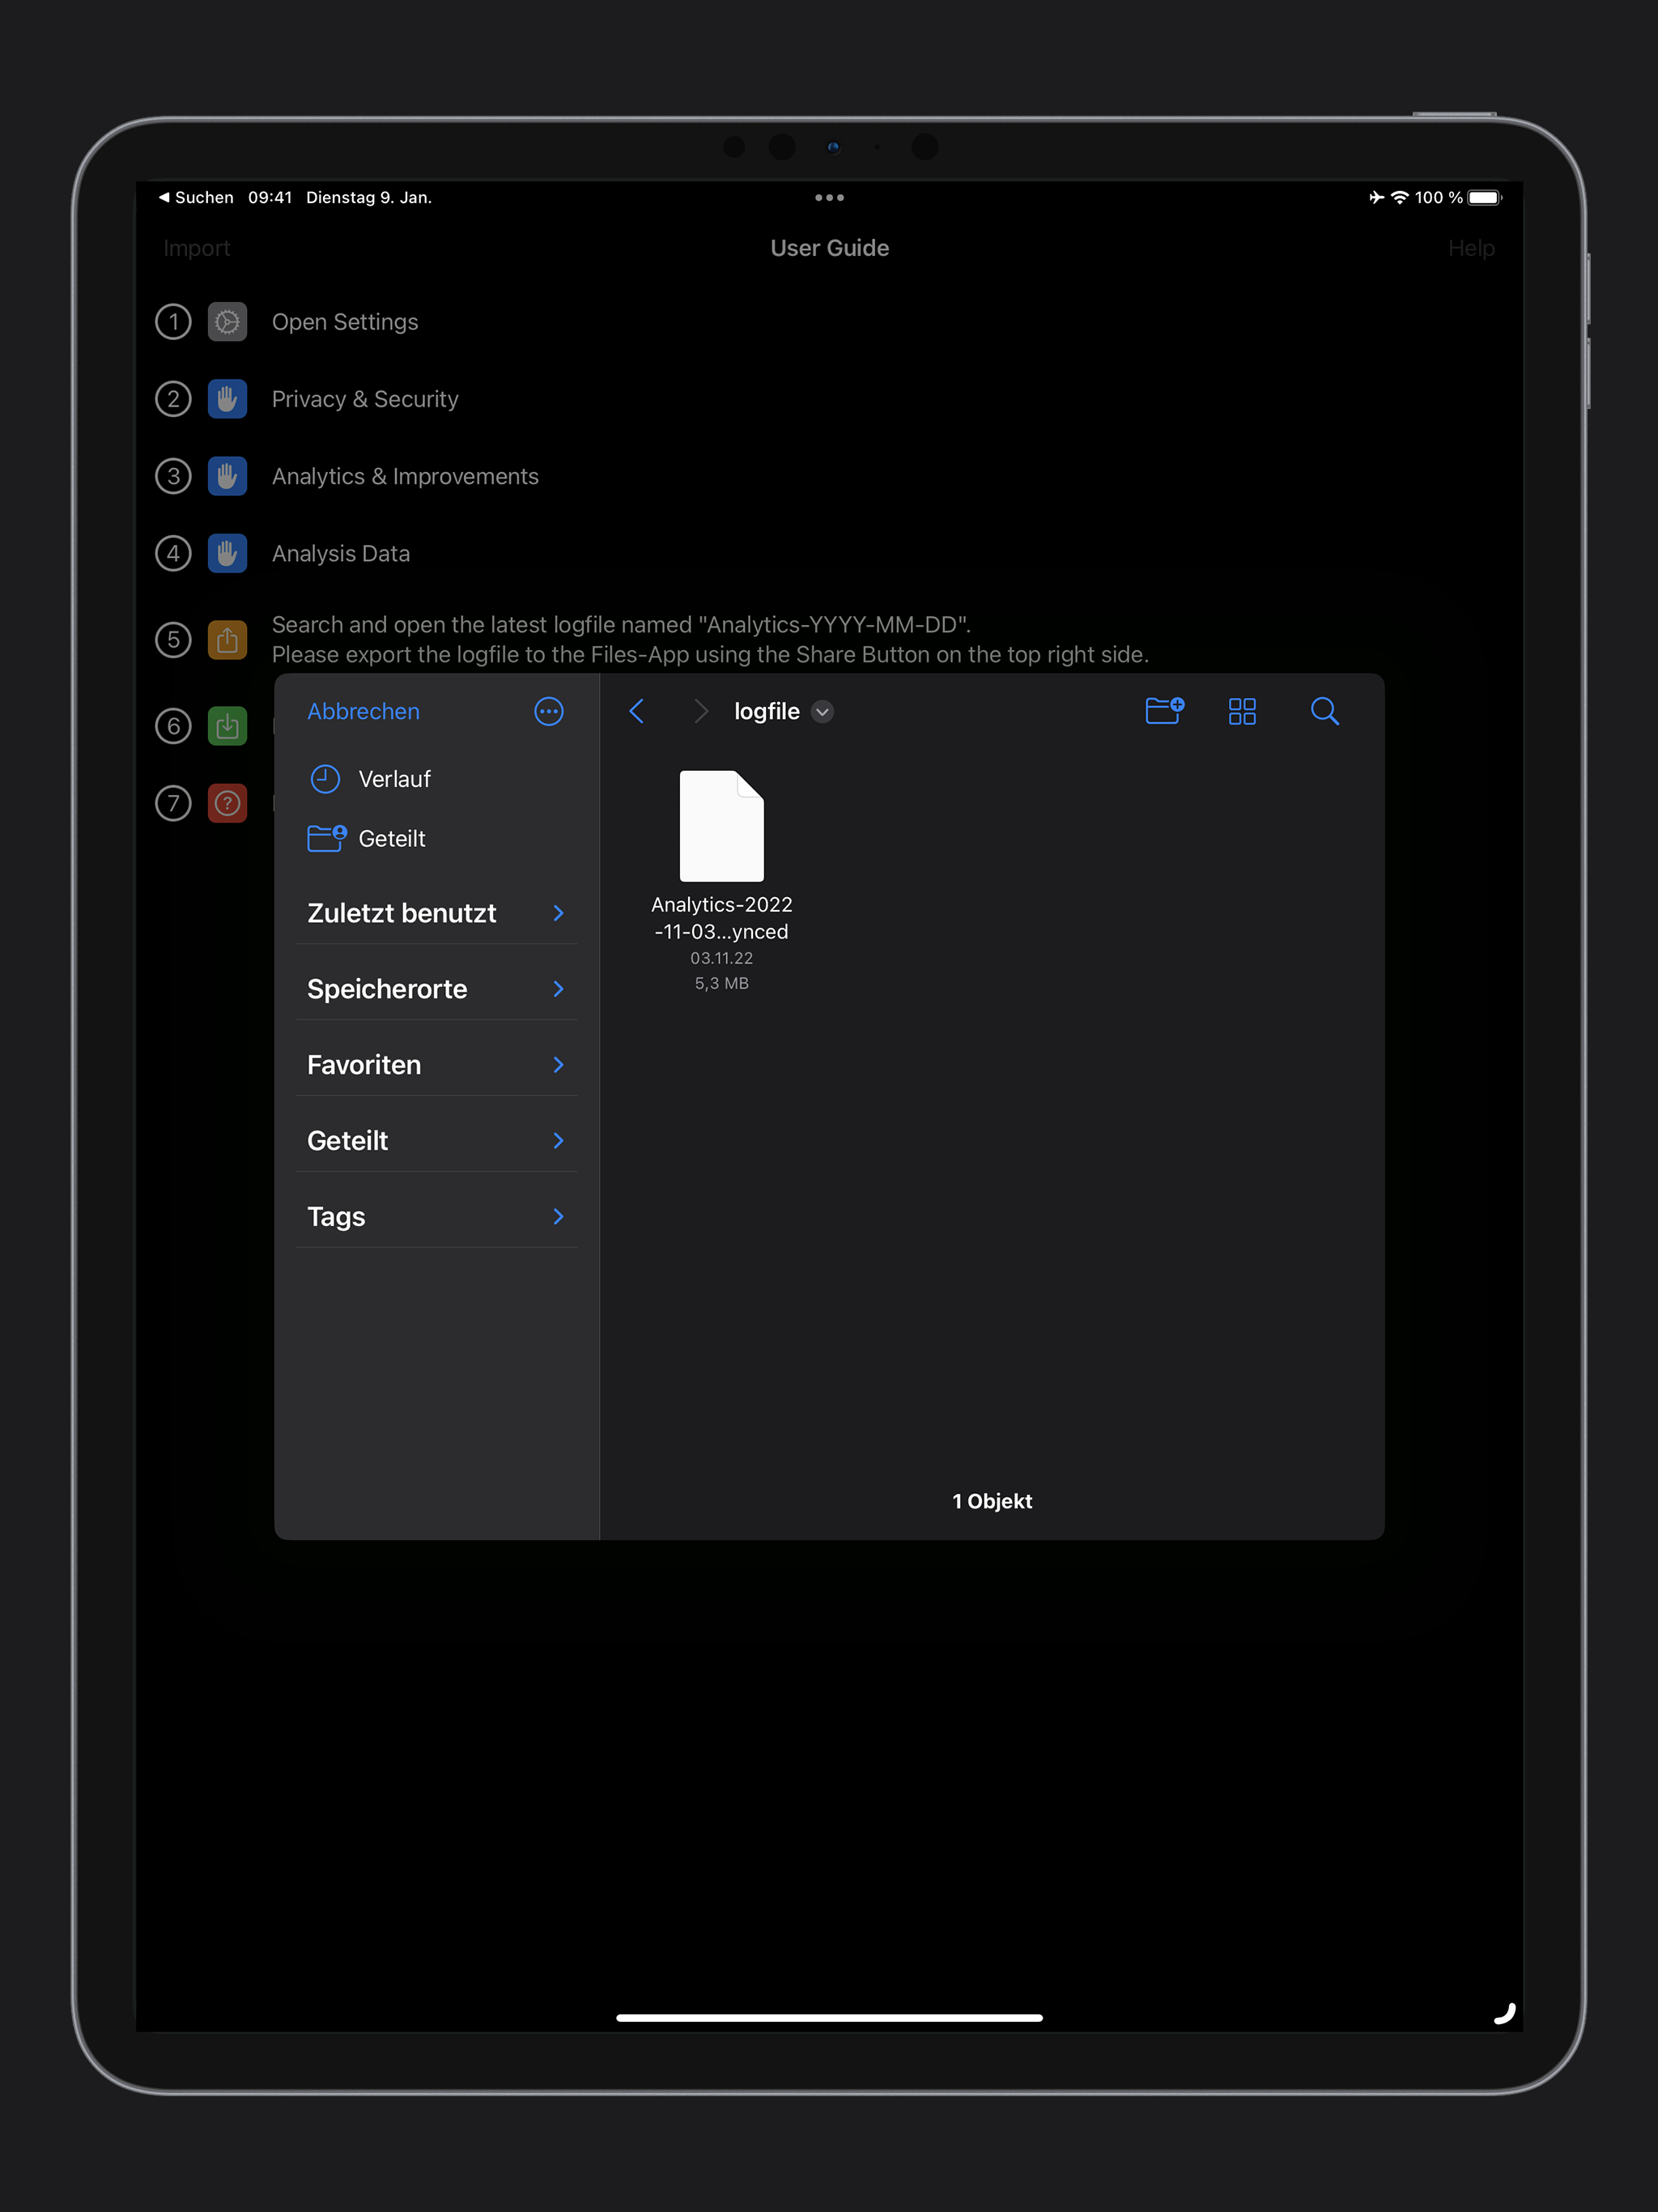 ◀ Suchen 09:41 Dienstag 9. Jan.
100 %
Import
User Guide
Help
1 Open Settings
2 Privacy & Security
3 Analytics & Improvements
4 Analysis Data
5 Search and open the latest logfile named "Analytics-YYYY-MM-DD".
Please export the logfile to the Files-App using the Share Button on the top right side.
6
7 ?
Abbrechen
Verlauf
Geteilt
Zuletzt benutzt
Speicherorte
Favoriten
Geteilt
Tags
logfile
Analytics-2022
-11-03...ynced
03.11.22
5,3 MB
1 Objekt